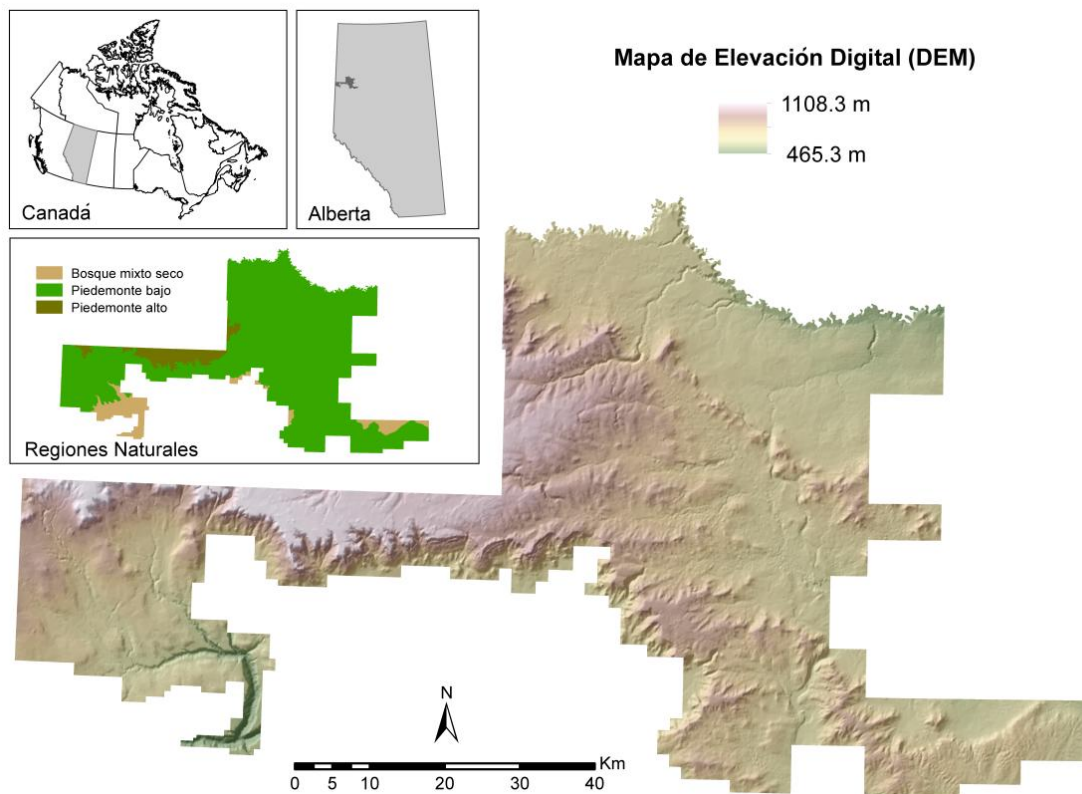 Canadá
Alberta
Mapa de Elevación Digital (DEM)
1108.3 m
465.3 m
Bosque mixto seco
Piedemonte bajo
Piedemonte alto
Regiones Naturales
N
Km
0 5 10 20 30 40